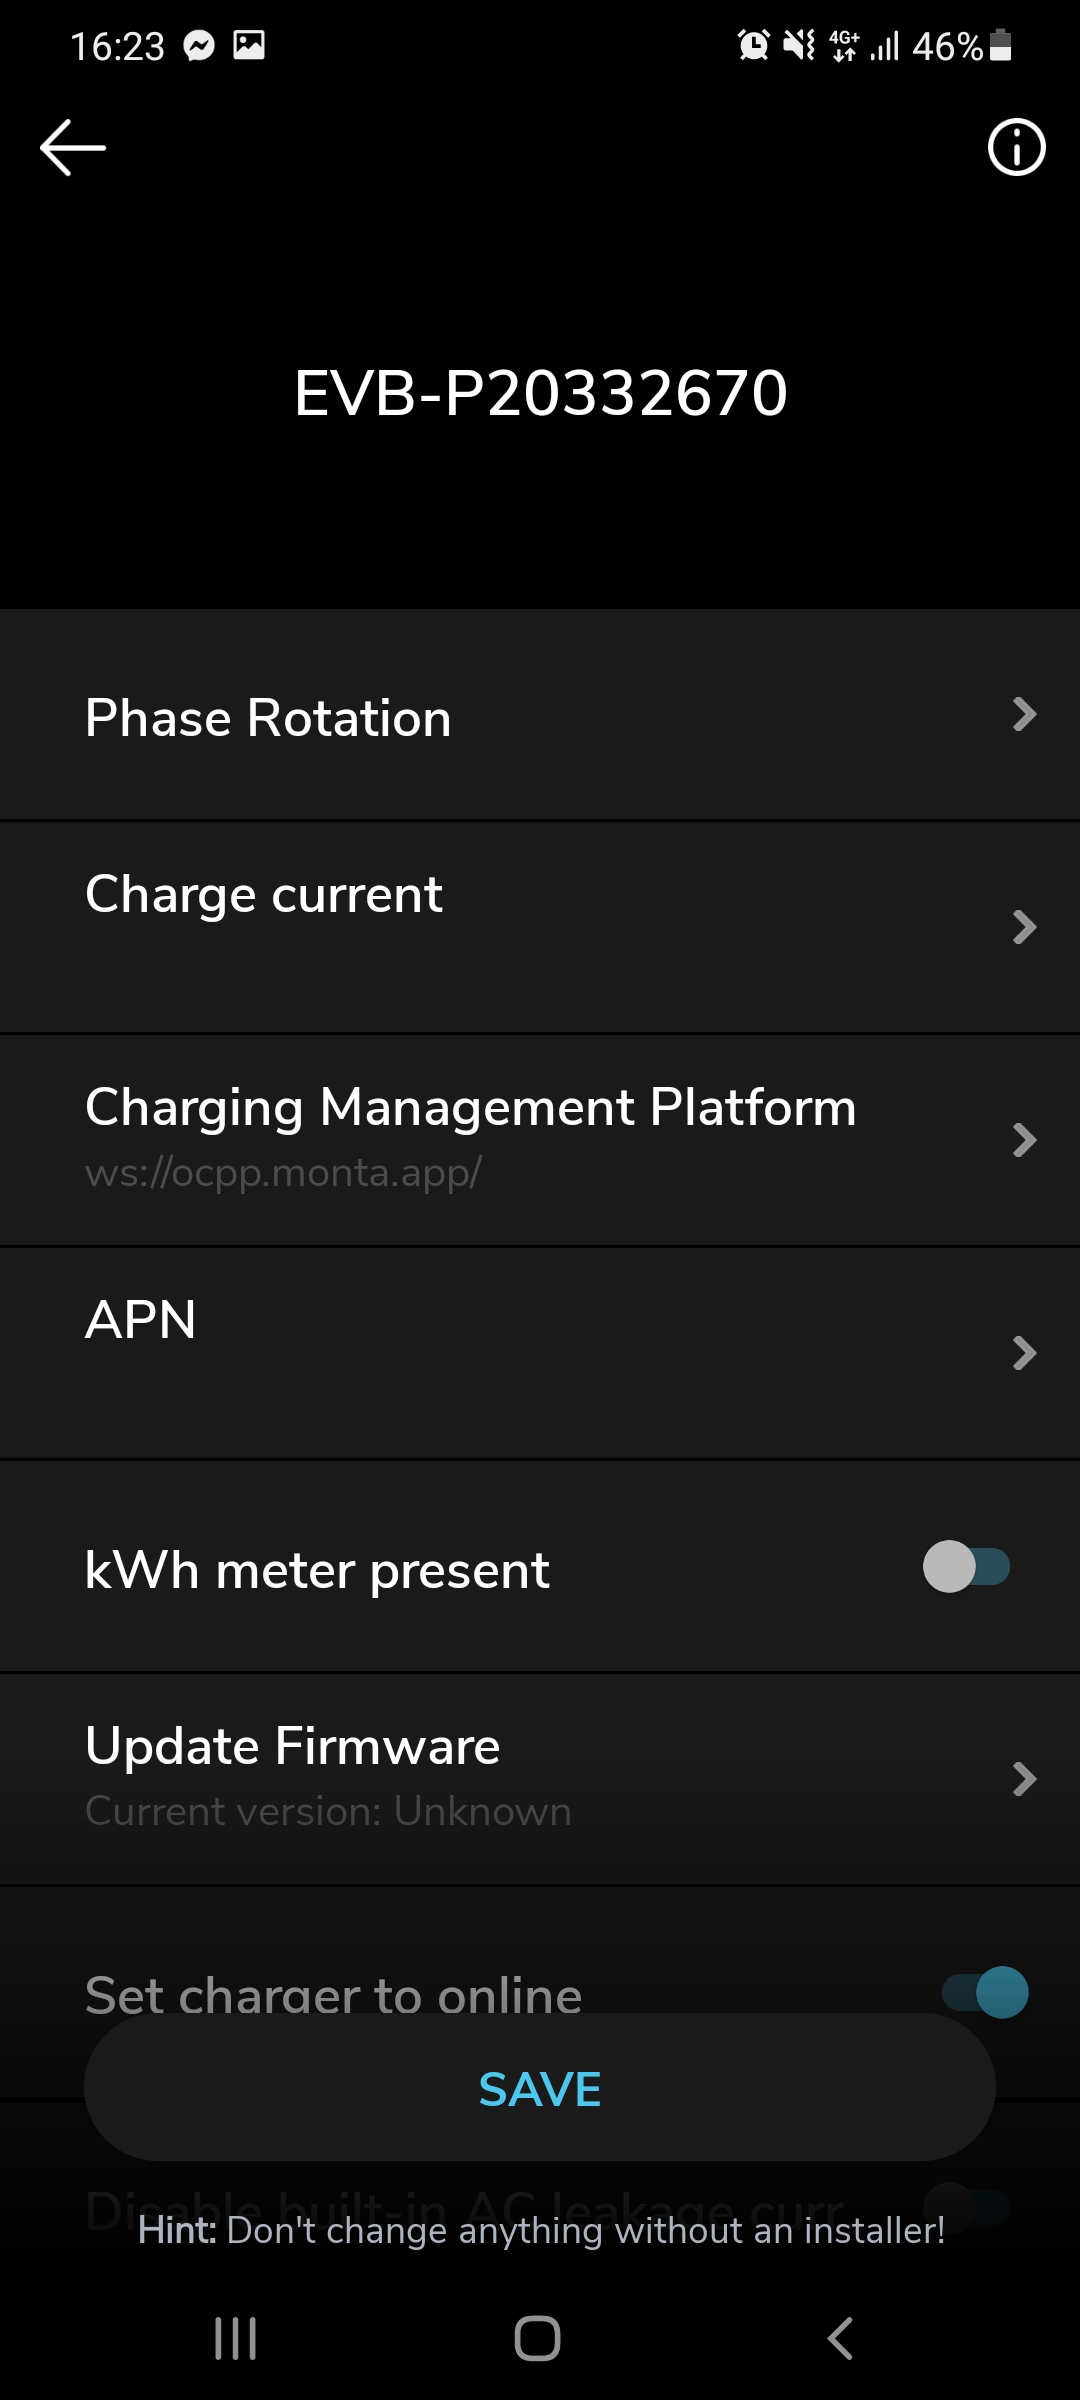 16:23
4G+
46%
EVB-P20332670
Phase Rotation
Charge current
Charging Management Platform
ws://ocpp.monta.app/
APN
kWh meter present
Update Firmware
Current version: Unknown
Set charger to online
SAVE
Disable built-in AC leakage curr
Hint: Don't change anything without an installer!